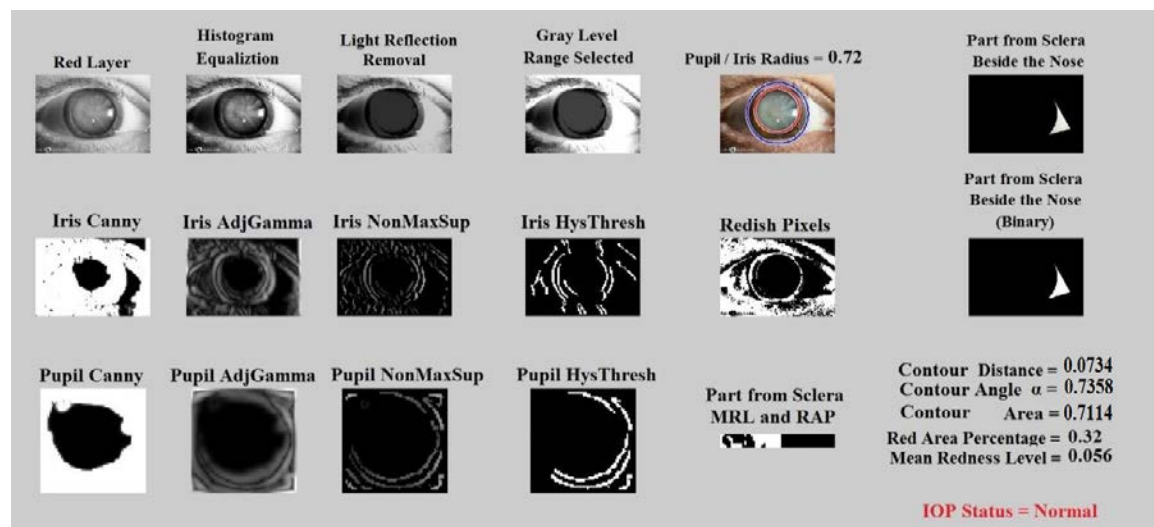 Red Layer
Histogram
Equaliztion
Light Reflection
Removal
Gray Level
Range Selected
Pupil / Iris Radius = 0.72
Part from Sclera
Beside the Nose
Iris Canny
Iris AdjGamma
Iris NonMaxSup
Iris HysThresh
Redish Pixels
Part from Sclera
Beside the Nose
(Binary)
Pupil Canny
Pupil AdjGamma
Pupil NonMaxSup
Pupil HysThresh
Part from Sclera
MRL and RAP
Contour Distance = 0.0734
Contour Angle α = 0.7358
Contour Area = 0.7114
Red Area Percentage = 0.32
Mean Redness Level = 0.056
IOP Status = Normal